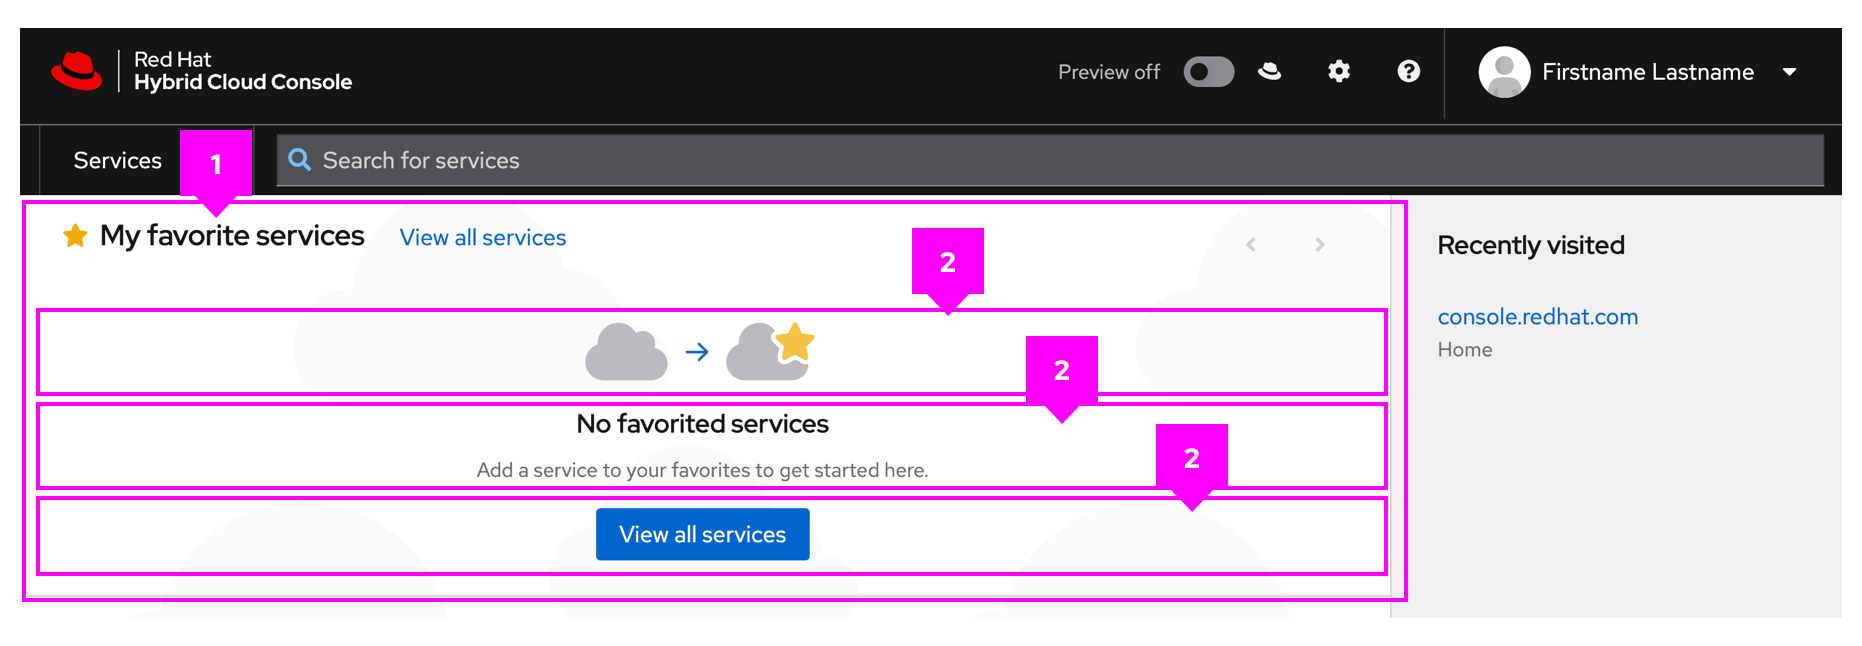 Red Hat
Hybrid Cloud Console
Preview off
Firstname Lastname
Services
1
Search for services
My favorite services
View all services
2
Recently visited
console.redhat.com
Home
2
No favorited services
2
Add a service to your favorites to get started here.
View all services